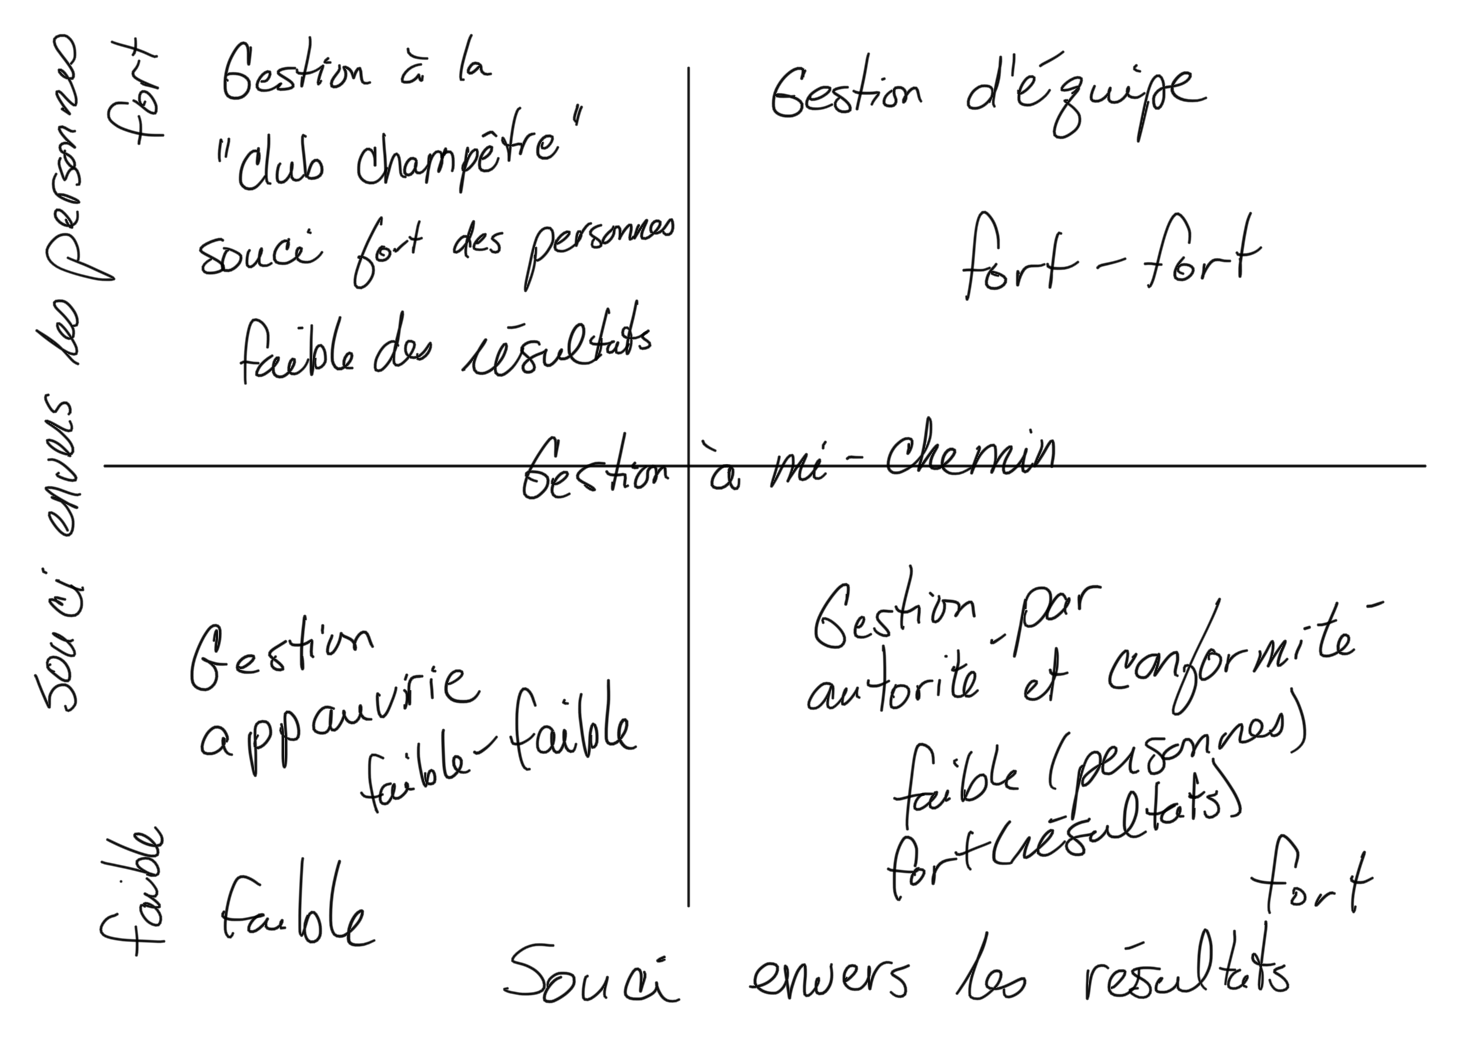 Souci envers les personnes
fort
Gestion à la
"Club champêtre"
souci fort des personnes
faible des résultats
Gestion d'équipe
fort - fort
Gestion à mi-chemin
Gestion
appauvrie
faible-faible
Gestion par
autorité et conformité
faible (personnes)
fort (résultats)
faible
faible
fort
Souci envers les résultats